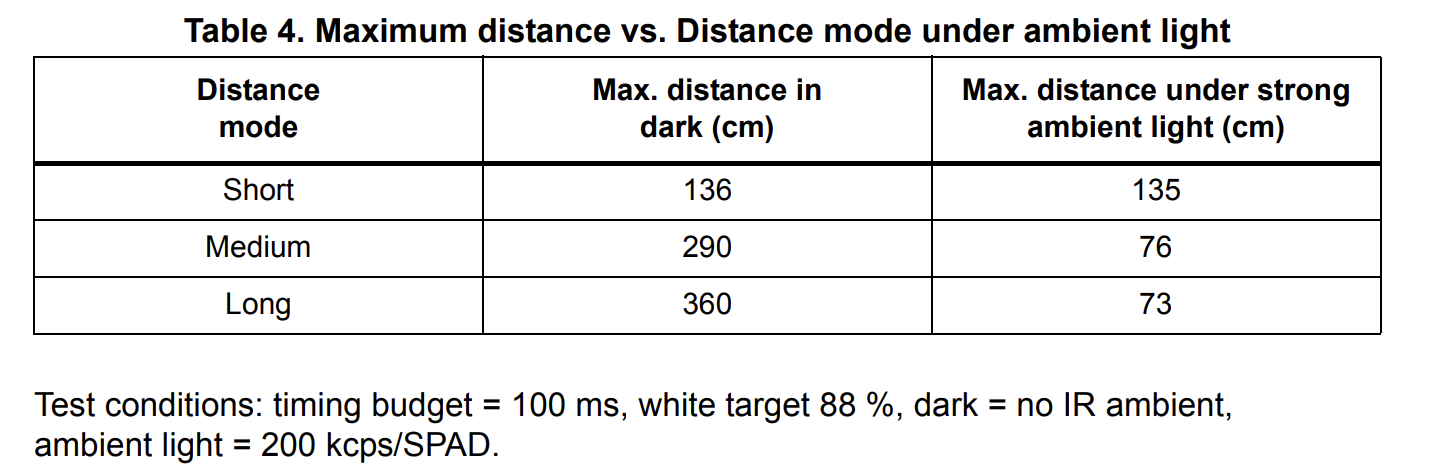 Table 4. Maximum distance vs. Distance mode under ambient light
Distance mode | Max. distance in dark (cm) | Max. distance under strong ambient light (cm)
Short | 136 | 135
Medium | 290 | 76
Long | 360 | 73
Test conditions: timing budget = 100 ms, white target 88 %, dark = no IR ambient,
ambient light = 200 kcps/SPAD.